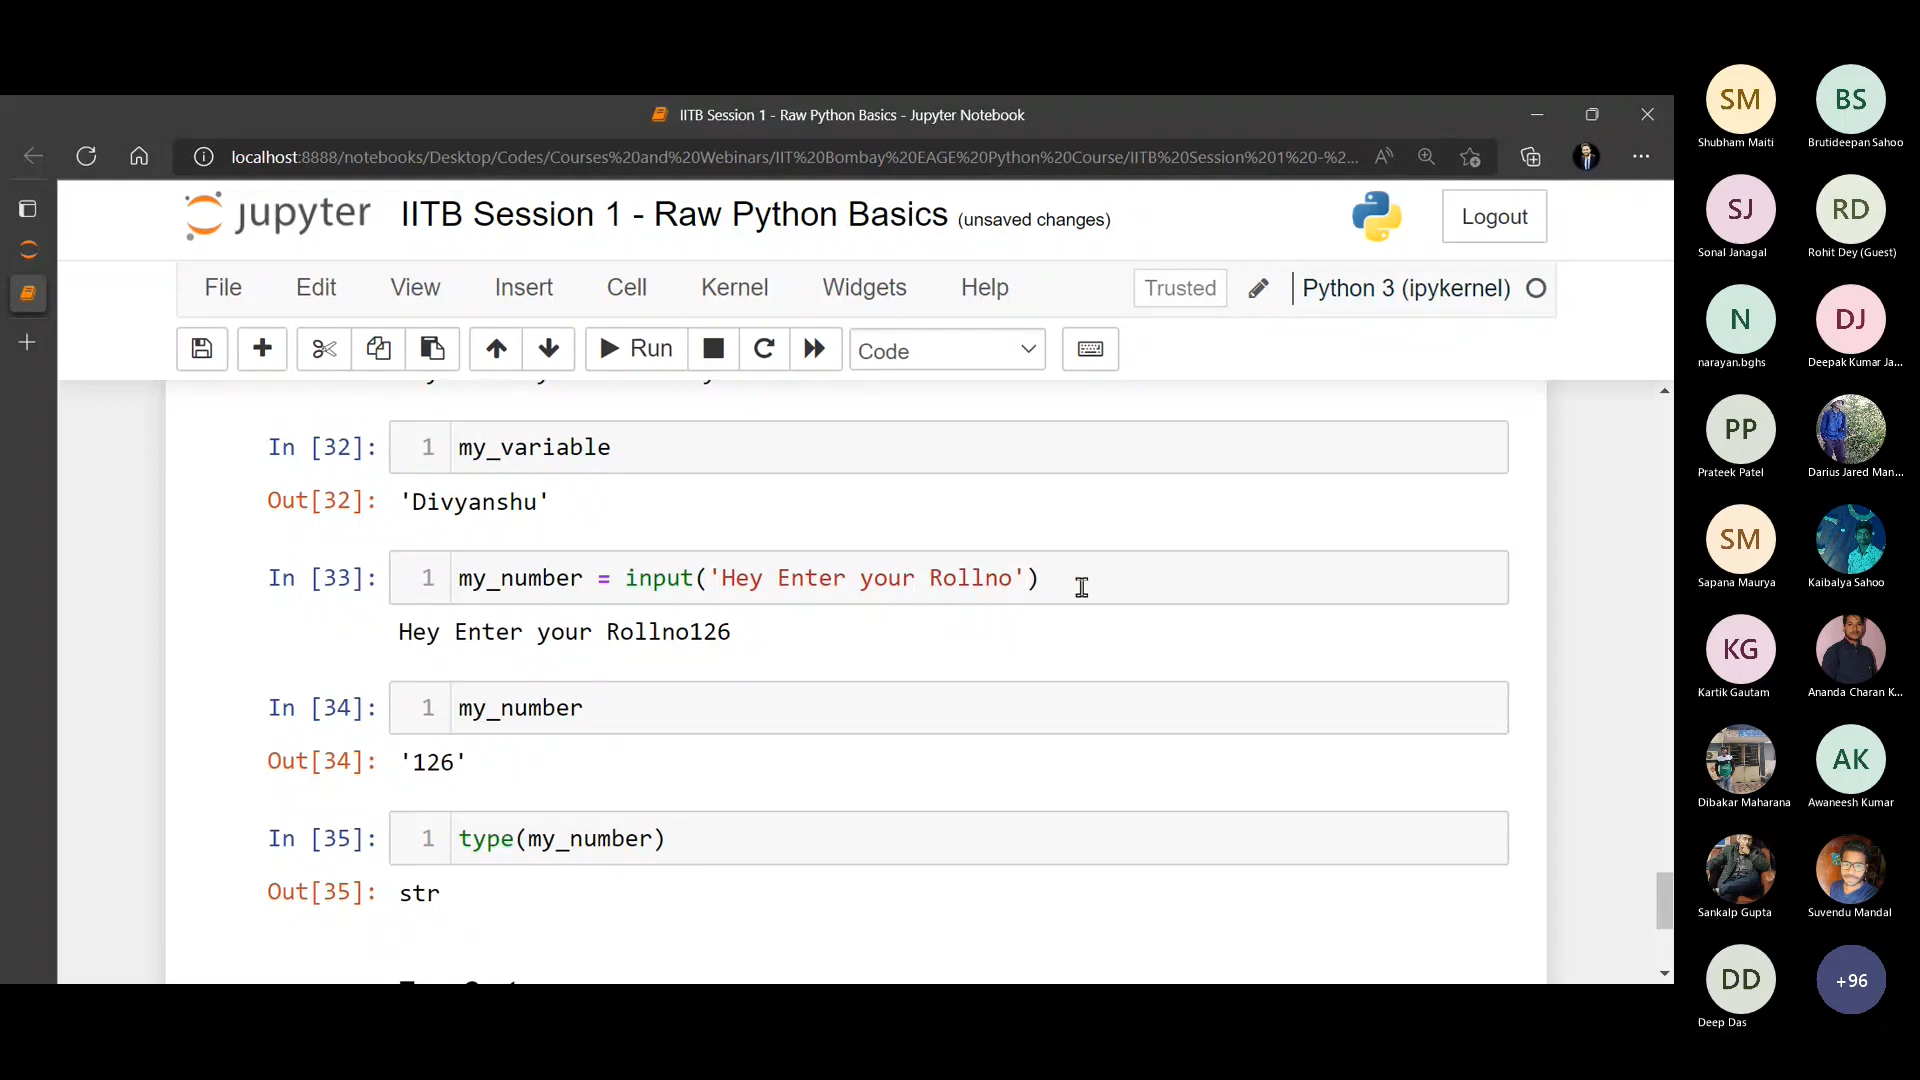 IITB Session 1 - Raw Python Basics - Jupyter Notebook
localhost:8888/notebooks/Desktop/Codes/Courses%20and%20Webinars/IIT%20Bombay%20EAGE%20Python%20Course/IITB%20Session%201%20-%2...
jupyter IITB Session 1 - Raw Python Basics (unsaved changes)
Logout
File Edit View Insert Cell Kernel Widgets Help
Trusted
Python 3 (ipykernel)
Run
Code
In [32]: 1 my_variable
Out[32]: 'Divyanshu'
In [33]: 1 my_number = input('Hey Enter your Rollno')
Hey Enter your Rollno126
In [34]: 1 my_number
Out[34]: '126'
In [35]: 1 type(my_number)
Out[35]: str
SM BS
Shubham Maiti Brutideepan Sahoo
SJ RD
Sonal Janagal Rohit Dey (Guest)
N DJ
narayan.bghs Deepak Kumar Ja...
PP
Prateek Patel Darius Jared Man...
SM
Sapana Maurya Kaibalya Sahoo
KG
Kartik Gautam Ananda Charan K...
AK
Dibakar Maharana Awaneesh Kumar
Sankalp Gupta Suvendu Mandal
DD +96
Deep Das